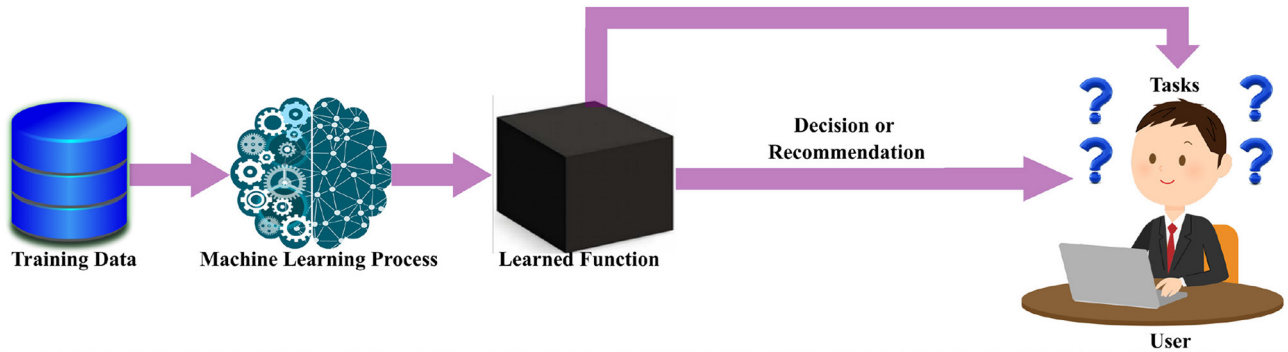 Tasks
Decision or
Recommendation
Training Data
Machine Learning Process
Learned Function
User